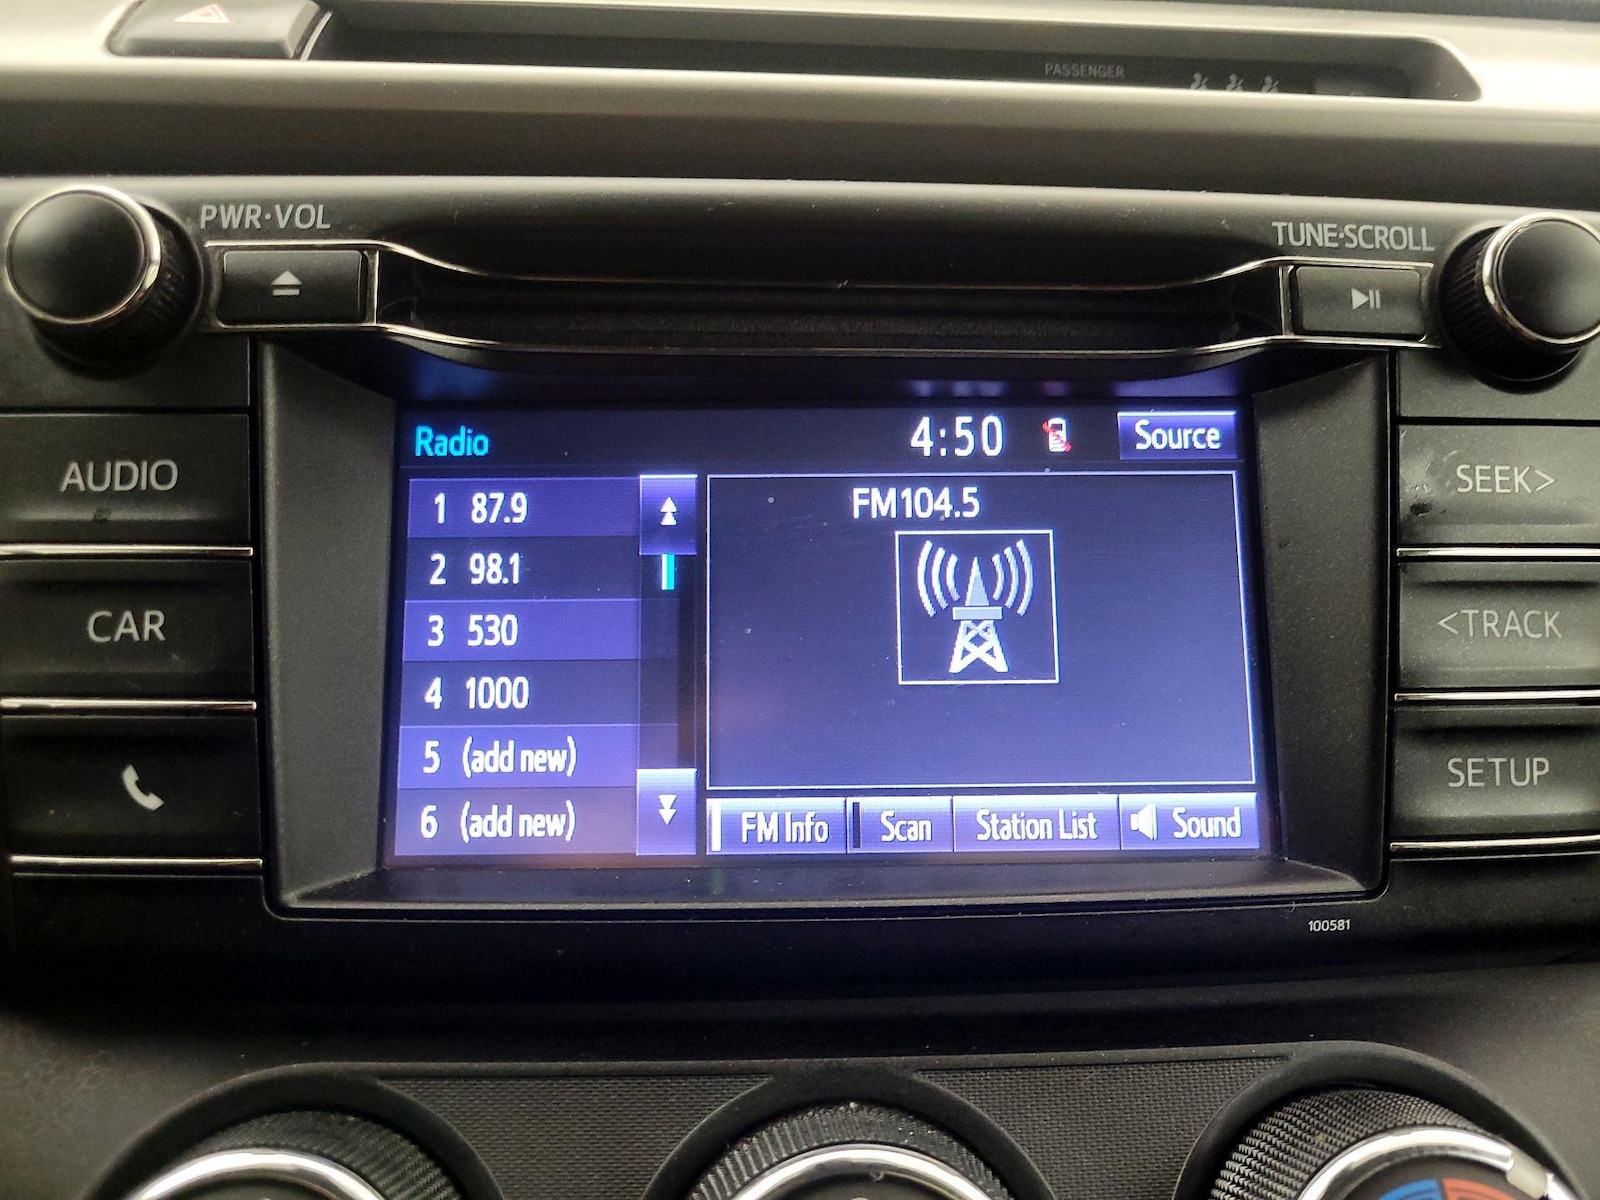 PASSENGER
PWR·VOL
TUNE·SCROLL
AUDIO
CAR
Radio
4:50
Source
1 87.9
2 98.1
3 530
4 1000
5 (add new)
6 (add new)
FM104.5
FM Info
Scan
Station List
Sound
SEEK>
<TRACK
SETUP
100581